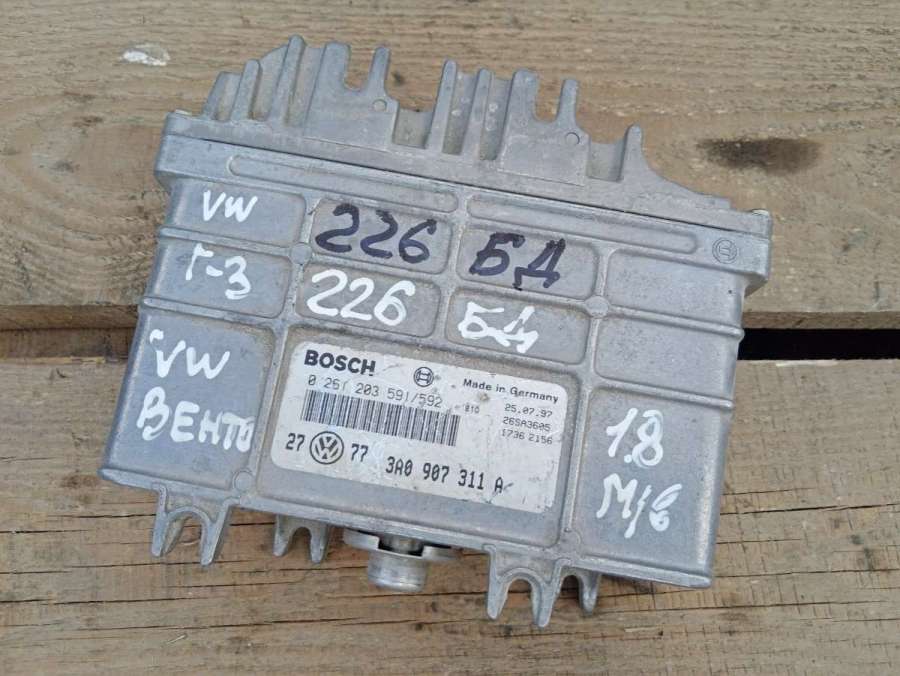 VW
226 БД
Г-3
226 БД
VW
ВЕНТО
BOSCH
Made in Germany
0 261 203 591/592
B10
25.07.97
26SA3605
1736 2156
27 77 3A0 907 311 A
1.8
М/в